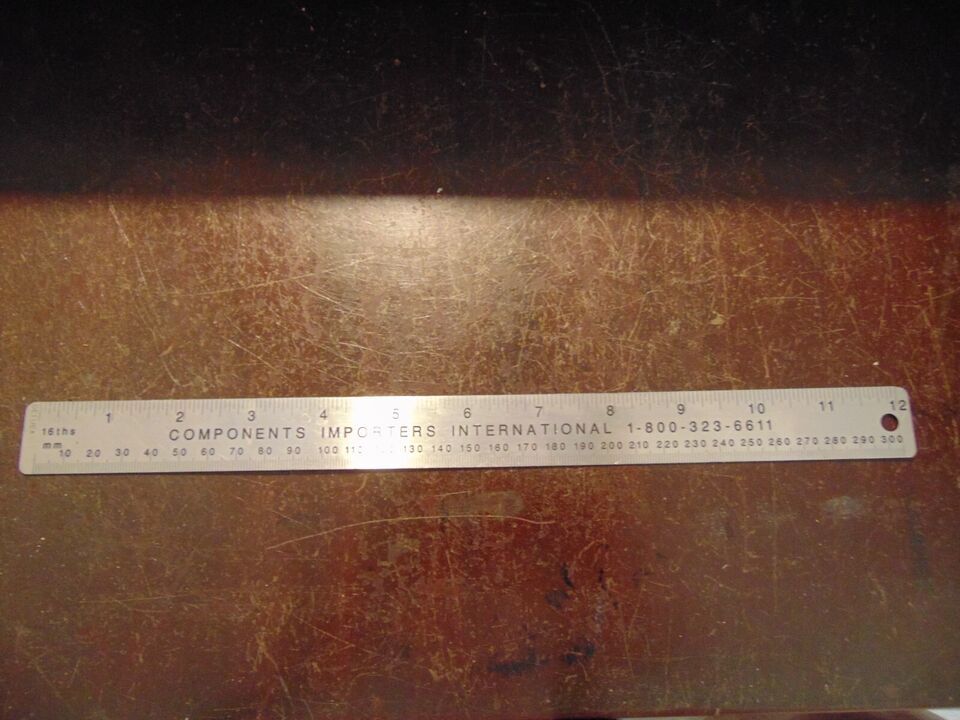 1 2 3 4 5 6 7 8 9 10 11 12
16ths
COMPONENTS IMPORTERS INTERNATIONAL 1-800-323-6611
mm 10 20 30 40 50 60 70 80 90 100 130 140 150 160 170 180 190 200 210 220 230 240 250 260 270 280 290 300